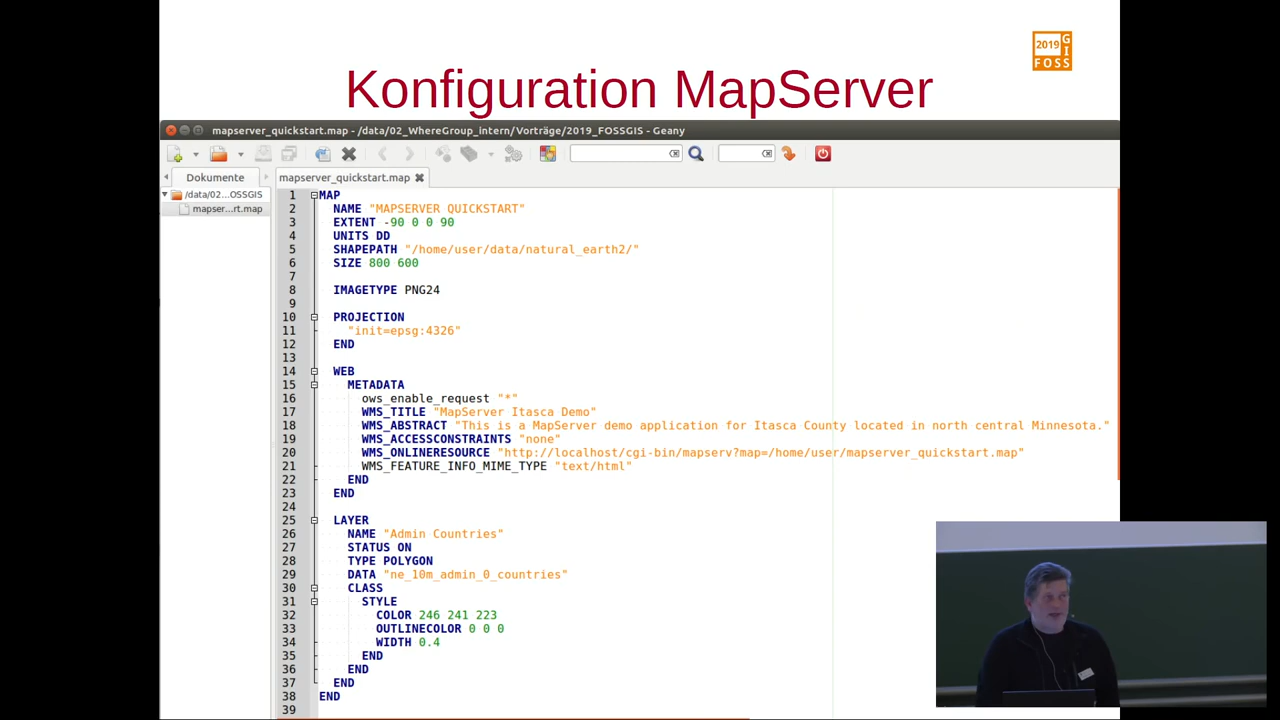 2019
GI
FOSS
Konfiguration MapServer
mapserver_quickstart.map - /data/02_WhereGroup_intern/Vorträge/2019_FOSSGIS - Geany
Dokumente
mapserver_quickstart.map
/data/02...OSSGIS
mapser...rt.map
1 MAP
2 NAME "MAPSERVER QUICKSTART"
3 EXTENT -90 0 0 90
4 UNITS DD
5 SHAPEPATH "/home/user/data/natural_earth2/"
6 SIZE 800 600
7
8 IMAGETYPE PNG24
9
10 PROJECTION
11 "init=epsg:4326"
12 END
13
14 WEB
15 METADATA
16 ows_enable_request "*"
17 WMS_TITLE "MapServer Itasca Demo"
18 WMS_ABSTRACT "This is a MapServer demo application for Itasca County located in north central Minnesota."
19 WMS_ACCESSCONSTRAINTS "none"
20 WMS_ONLINERESOURCE "http://localhost/cgi-bin/mapserv?map=/home/user/mapserver_quickstart.map"
21 WMS_FEATURE_INFO_MIME_TYPE "text/html"
22 END
23 END
24
25 LAYER
26 NAME "Admin Countries"
27 STATUS ON
28 TYPE POLYGON
29 DATA "ne_10m_admin_0_countries"
30 CLASS
31 STYLE
32 COLOR 246 241 223
33 OUTLINECOLOR 0 0 0
34 WIDTH 0.4
35 END
36 END
37 END
38 END
39